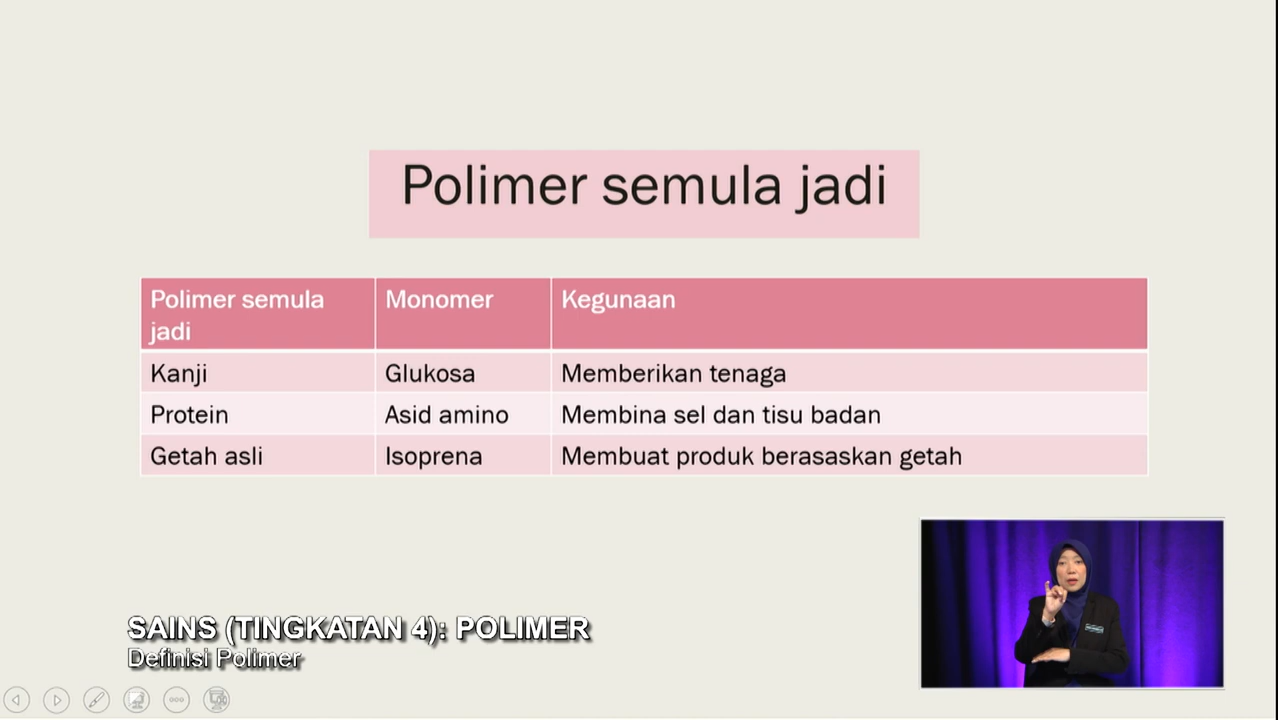 Polimer semula jadi
Polimer semula
jadi
Monomer
Kegunaan
Kanji
Glukosa
Memberikan tenaga
Protein
Asid amino
Membina sel dan tisu badan
Getah asli
Isoprena
Membuat produk berasaskan getah
SAINS (TINGKATAN 4): POLIMER
Definisi Polimer